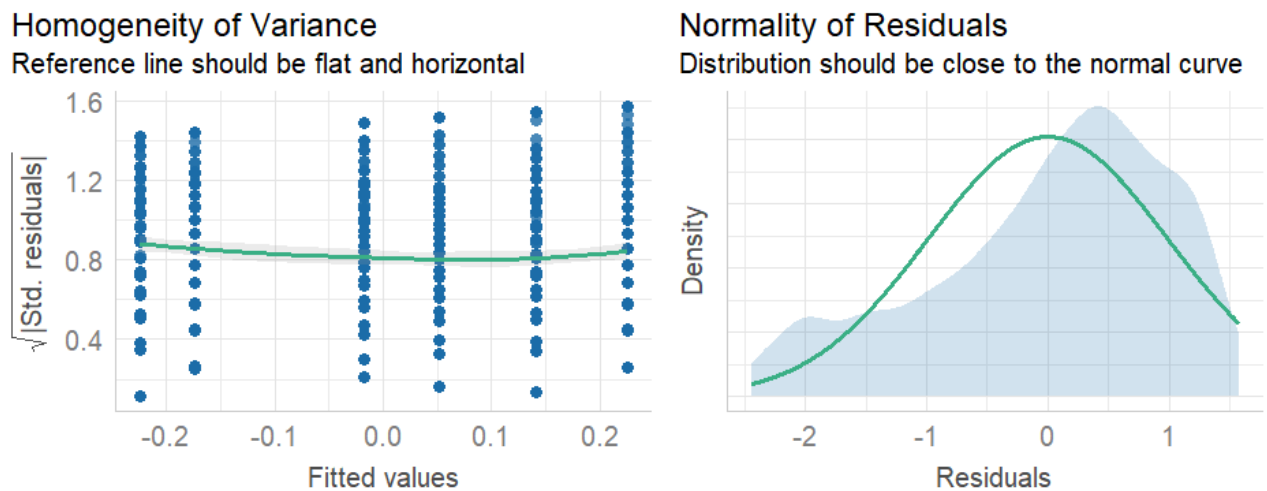 Homogeneity of Variance
Reference line should be flat and horizontal
1.6
1.2
0.8
0.4
√|Std. residuals|
-0.2
-0.1
0.0
0.1
0.2
Fitted values
Normality of Residuals
Distribution should be close to the normal curve
Density
-2
-1
0
1
Residuals